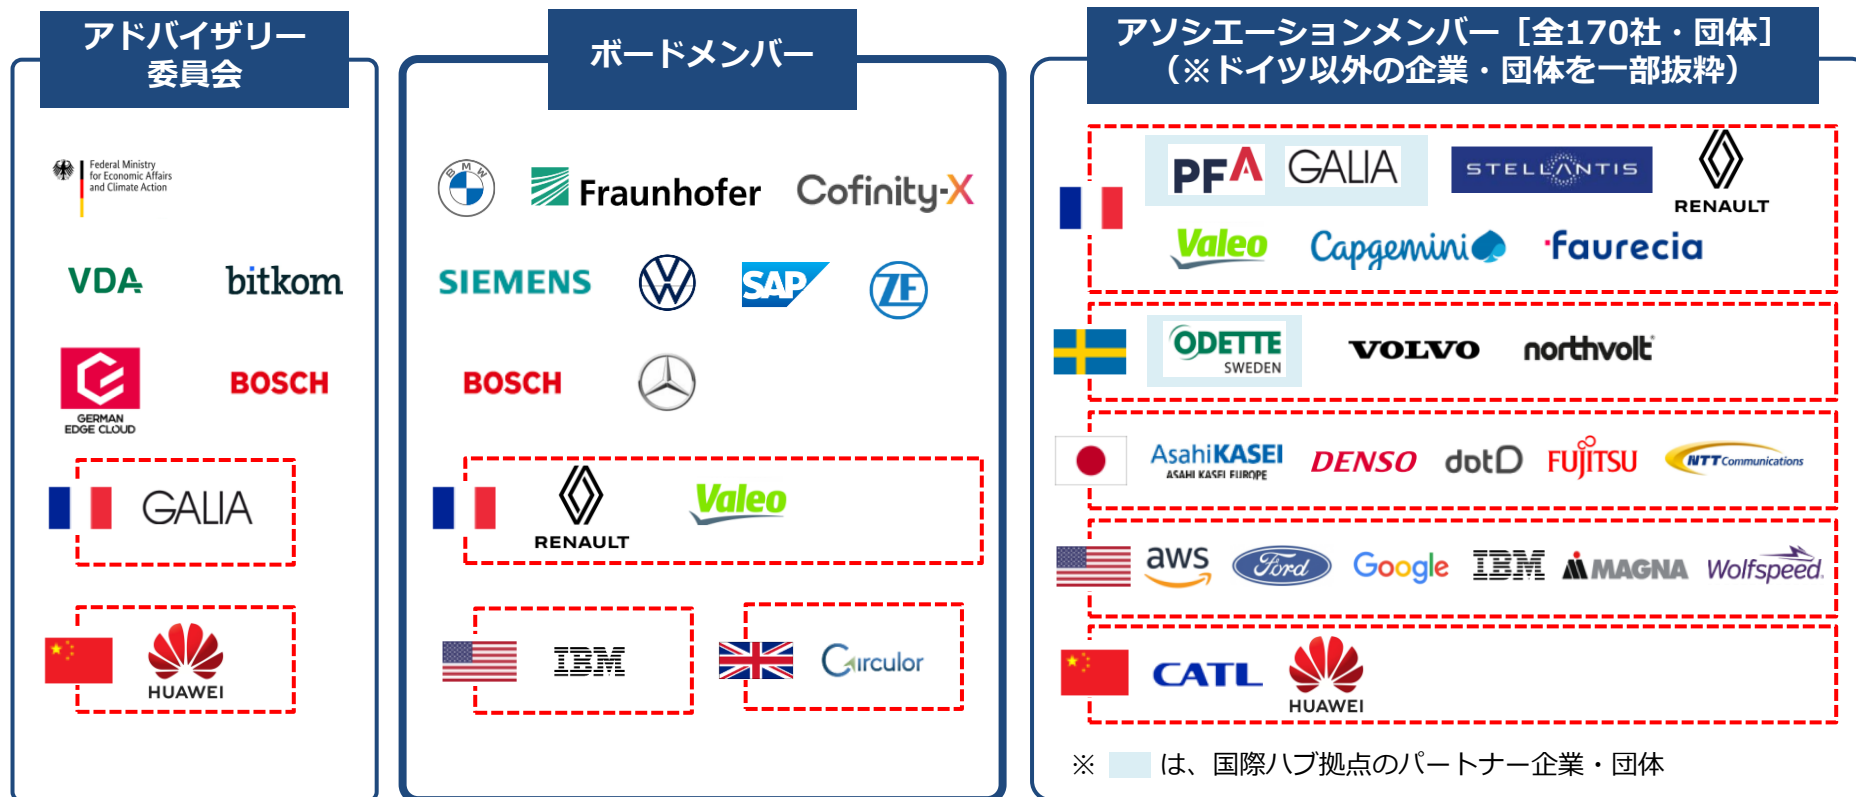 アドバイザリー
委員会
Federal Ministry
for Economic Affairs
and Climate Action
VDA
bitkom
GERMAN
EDGE CLOUD
BOSCH
GALIA
HUAWEI
ボードメンバー
BMW
Fraunhofer
Cofinity-X
SIEMENS
VW
SAP
ZF
BOSCH
RENAULT
Valeo
IBM
Circulor
アソシエーションメンバー［全170社・団体］
（※ドイツ以外の企業・団体を一部抜粋）
PFA
GALIA
STELLANTIS
RENAULT
Valeo
Capgemini
faurecia
ODETTE
SWEDEN
VOLVO
northvolt
AsahiKASEI
ASAHI KASEI EUROPE
DENSO
dotD
FUJITSU
NTT Communications
aws
Ford
Google
IBM
MAGNA
Wolfspeed
CATL
HUAWEI
※ は、国際ハブ拠点のパートナー企業・団体